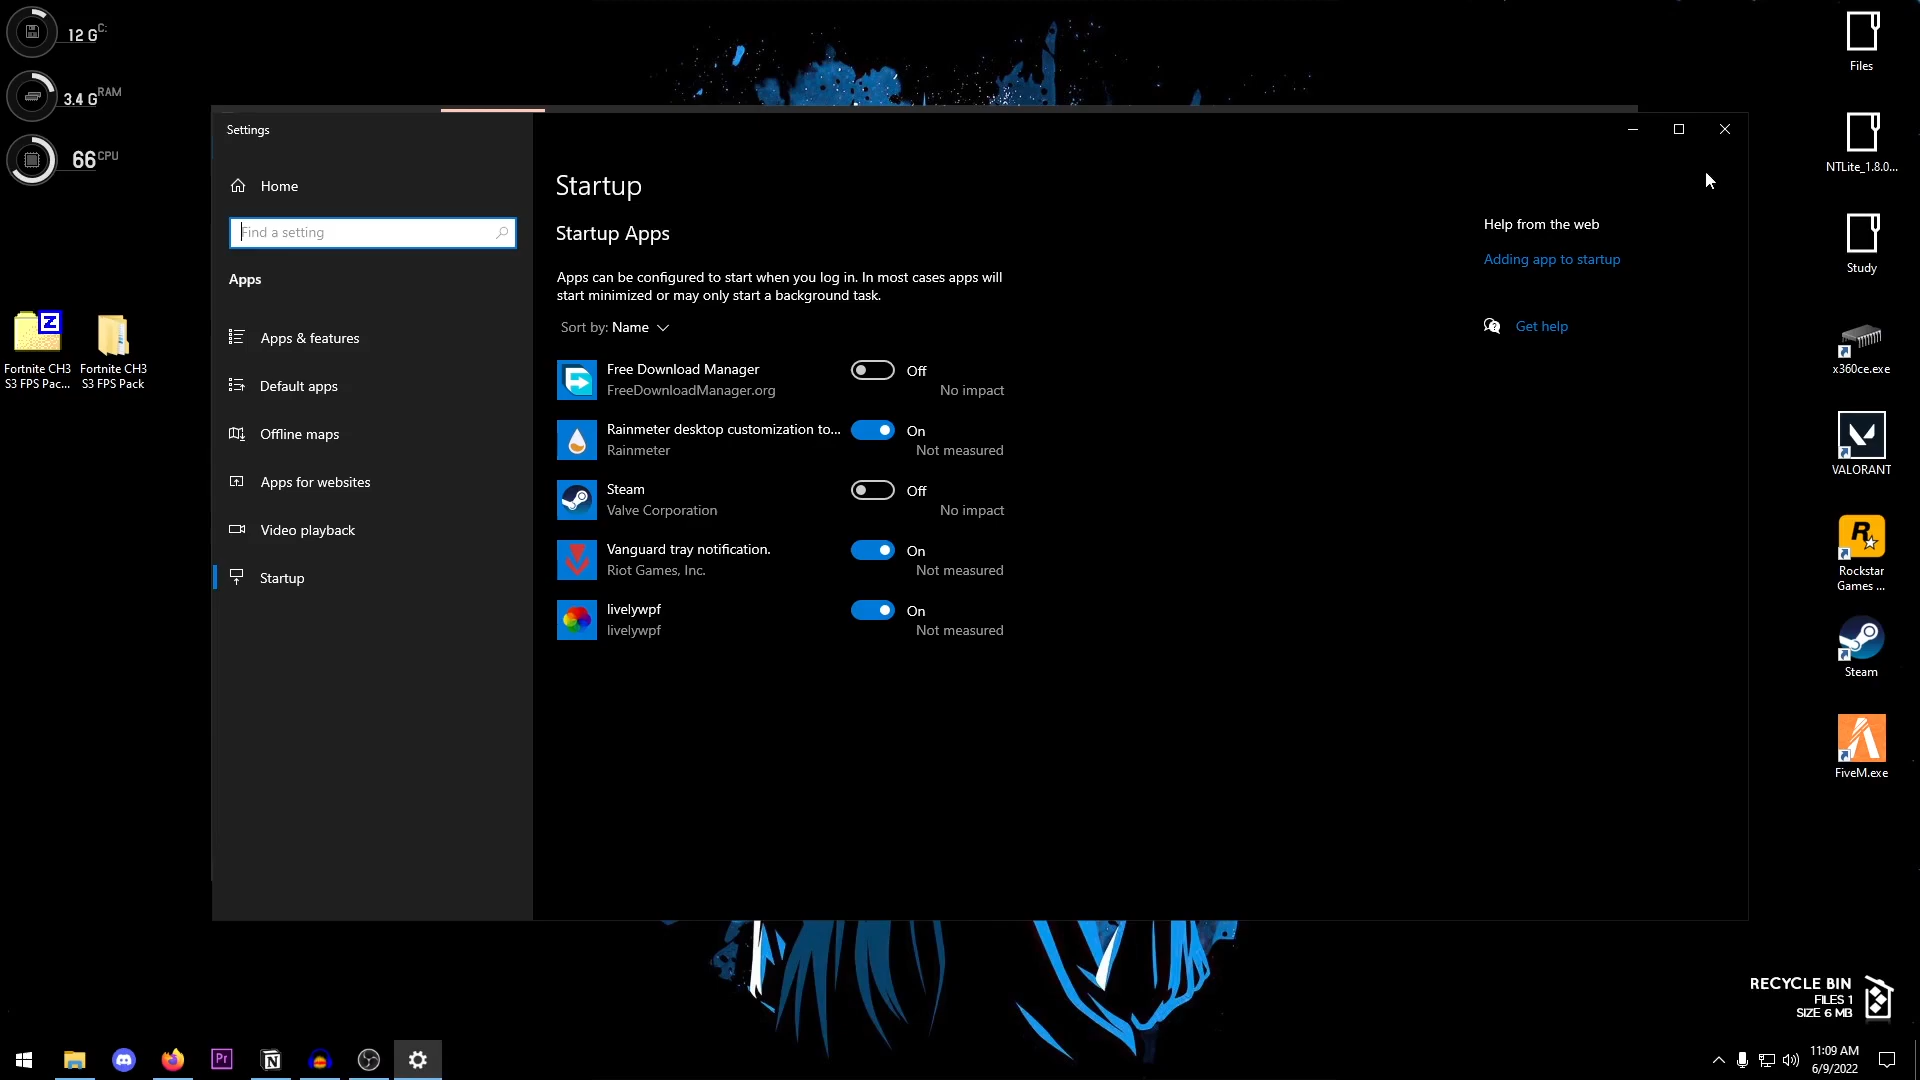 12 G C:
3.4 G RAM
66 CPU
Fortnite CH3
S3 FPS Pac...
Fortnite CH3
S3 FPS Pack
Settings
Home
Find a setting
Apps
Apps & features
Default apps
Offline maps
Apps for websites
Video playback
Startup
Startup
Startup Apps
Apps can be configured to start when you log in. In most cases apps will
start minimized or may only start a background task.
Sort by: Name
Free Download Manager
Off
FreeDownloadManager.org
No impact
Rainmeter desktop customization to...
On
Rainmeter
Not measured
Steam
Off
Valve Corporation
No impact
Vanguard tray notification.
On
Riot Games, Inc.
Not measured
livelywpf
On
livelywpf
Not measured
Help from the web
Adding app to startup
Get help
Files
NTLite_1.8.0...
Study
x360ce.exe
VALORANT
Rockstar
Games ...
Steam
FiveM.exe
RECYCLE BIN
FILES 1
SIZE 6 MB
11:09 AM
6/9/2022